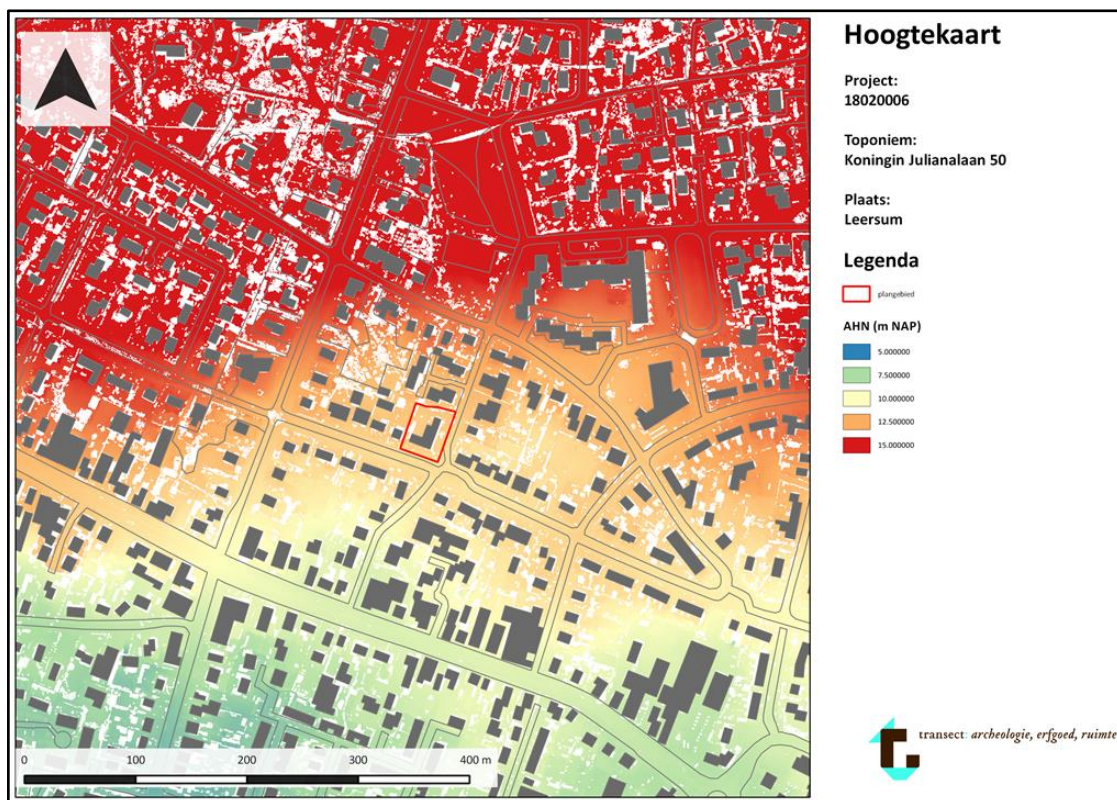 Hoogtekaart
Project:
18020006
Toponiem:
Koningin Julianalaan 50
Plaats:
Leersum
Legenda
plangebied
AHN (m NAP)
5.000000
7.500000
10.000000
12.500000
15.000000
0 100 200 300 400 m
transect: archeologie, erfgoed, ruimte